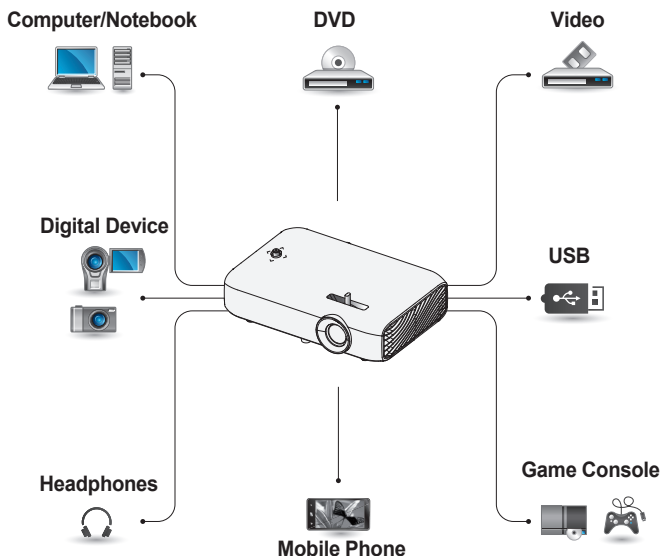 Computer/Notebook
DVD
Video
Digital Device
USB
Headphones
Game Console
Mobile Phone